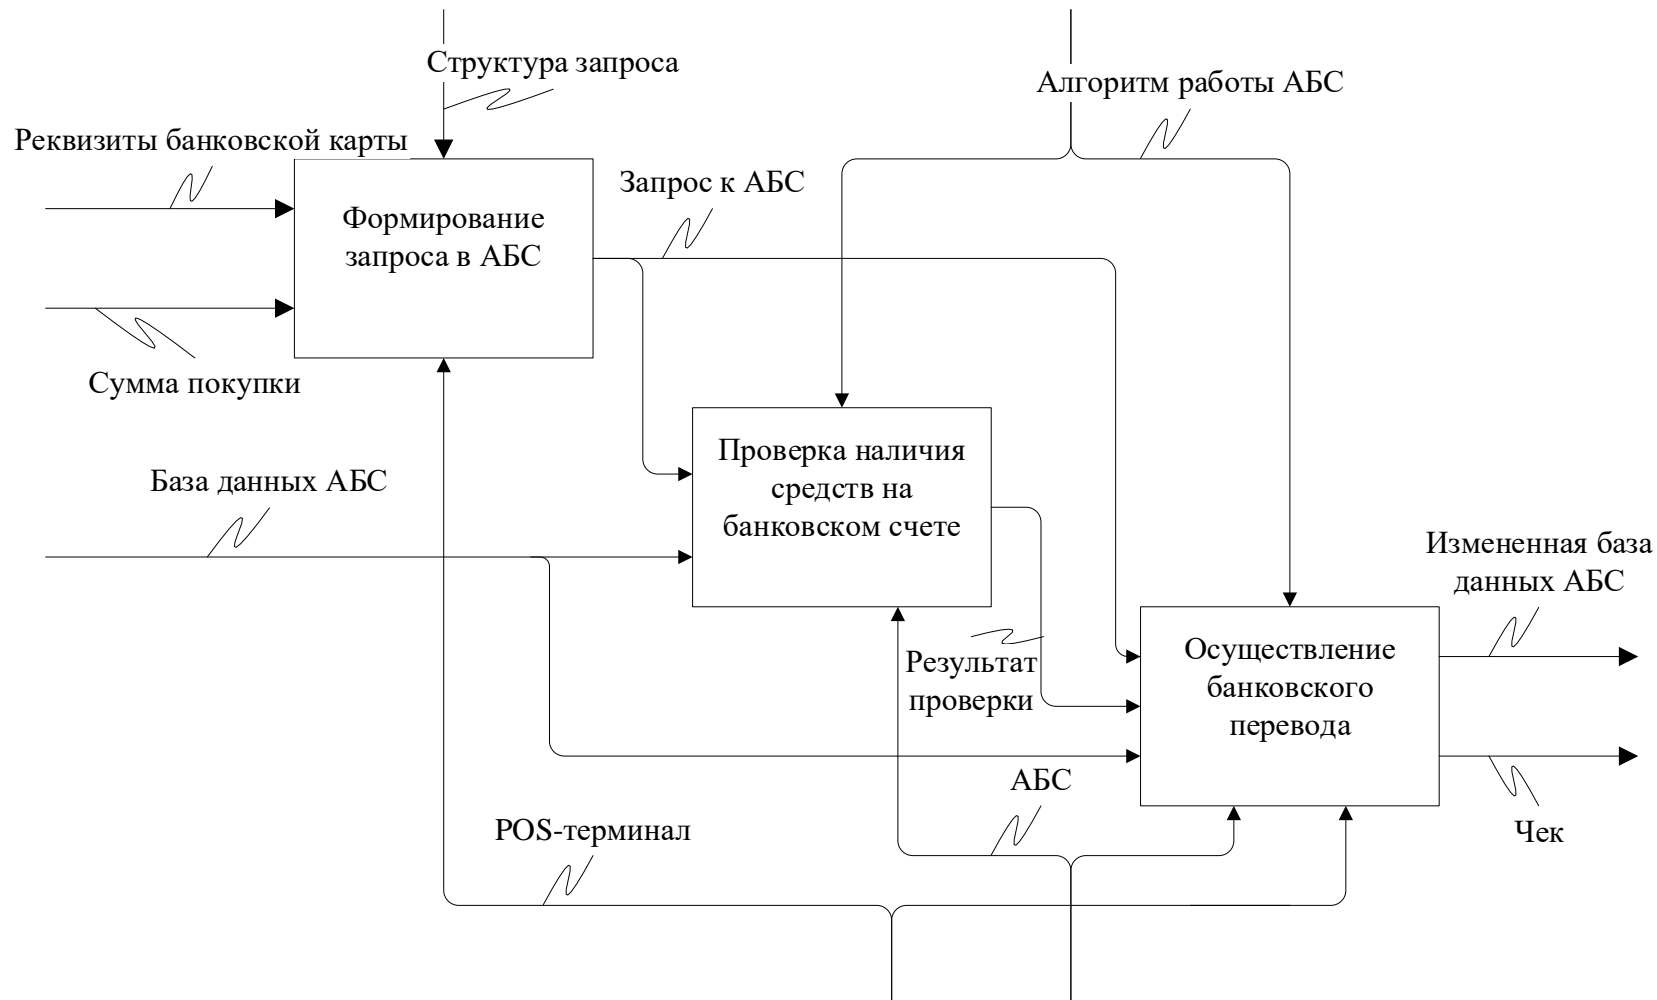 Структура запроса
Алгоритм работы АБС
Реквизиты банковской карты
Запрос к АБС
Формирование
запроса в АБС
Сумма покупки
База данных АБС
Проверка наличия
средств на
банковском счете
Измененная база
данных АБС
Результат
проверки
Осуществление
банковского
перевода
АБС
POS-терминал
Чек